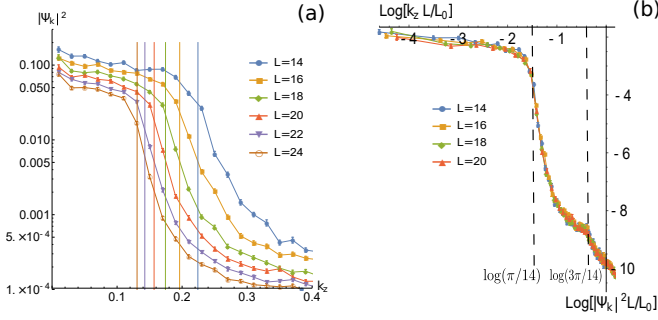 |Ψₖ|²
(a)
0.100
0.050
0.010
0.005
0.001
5.×10⁻⁴
1.×10⁻⁴
0.1
0.2
0.3
0.4
k_z
L=14
L=16
L=18
L=20
L=22
L=24
Log[k_z L/L₀]
(b)
-4
-3
-2
-1
L=14
L=16
L=18
L=20
-4
-6
-8
10
log(π/14)
log(3π/14)
Log[|Ψₖ|²L/L₀]